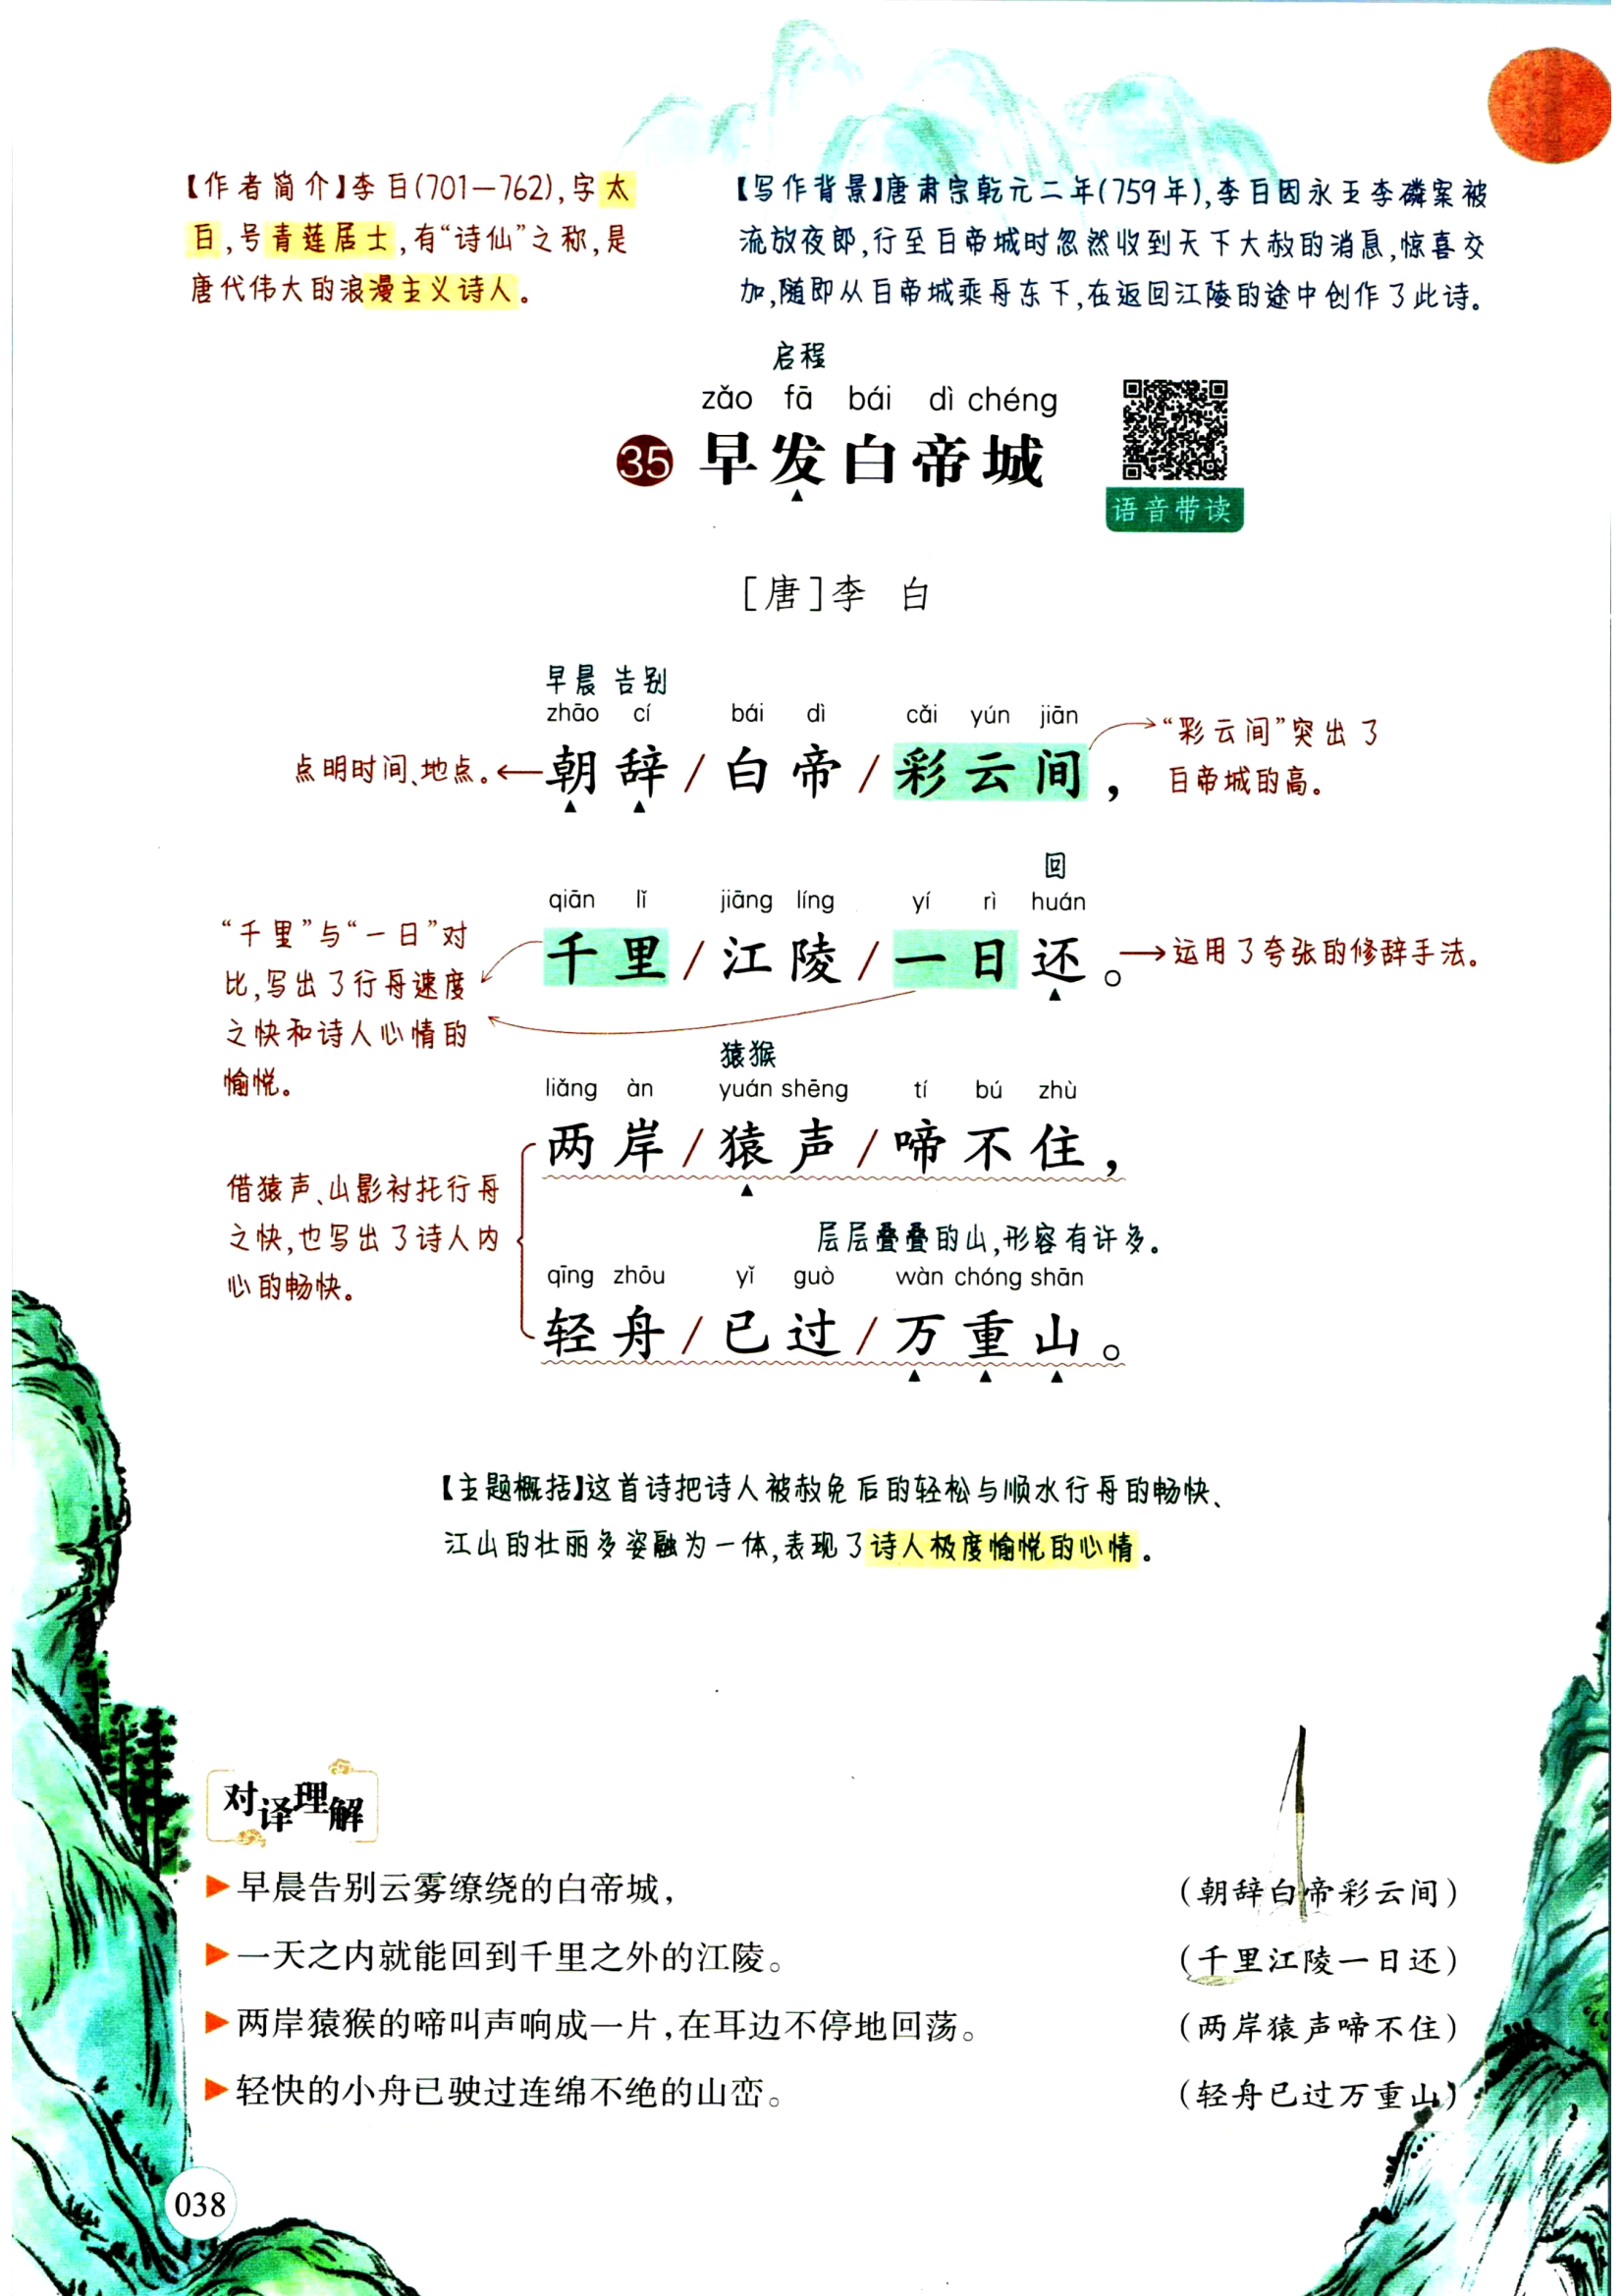 【作者简介】李白(701—762),字太
白,号青莲居士,有“诗仙”之称,是
唐代伟大的浪漫主义诗人。
【写作背景】唐肃宗乾元二年(759年),李白因永王李磷案被
流放夜郎,行至白帝城时忽然收到天下大赦的消息,惊喜交
加,随即从白帝城乘舟东下,在返回江陵的途中创作了此诗。
启程
zǎo fā bái dì chéng
35 早发白帝城
语音带读
[唐]李 白
早晨 告别
zhāo cí bái dì cǎi yún jiān
点明时间、地点。
朝辞/白帝/彩云间,
“彩云间”突出了
白帝城的高。
回
qiān lǐ jiāng líng yí rì huán
千里/江陵/一日还。
运用了夸张的修辞手法。
“千里”与“一日”对
比,写出了行舟速度
之快和诗人心情的
愉悦。
猿猴
liǎng àn yuán shēng tí bú zhù
两岸/猿声/啼不住,
借猿声、山影衬托行舟
之快,也写出了诗人内
心的畅快。
层层叠叠的山,形容有许多。
qīng zhōu yǐ guò wàn chóng shān
轻舟/已过/万重山。
【主题概括】这首诗把诗人被赦免后的轻松与顺水行舟的畅快、
江山的壮丽多姿融为一体,表现了诗人极度愉悦的心情。
对译理解
早晨告别云雾缭绕的白帝城, (朝辞白帝彩云间)
一天之内就能回到千里之外的江陵。 (千里江陵一日还)
两岸猿猴的啼叫声响成一片,在耳边不停地回荡。 (两岸猿声啼不住)
轻快的小舟已驶过连绵不绝的山峦。 (轻舟已过万重山)
038